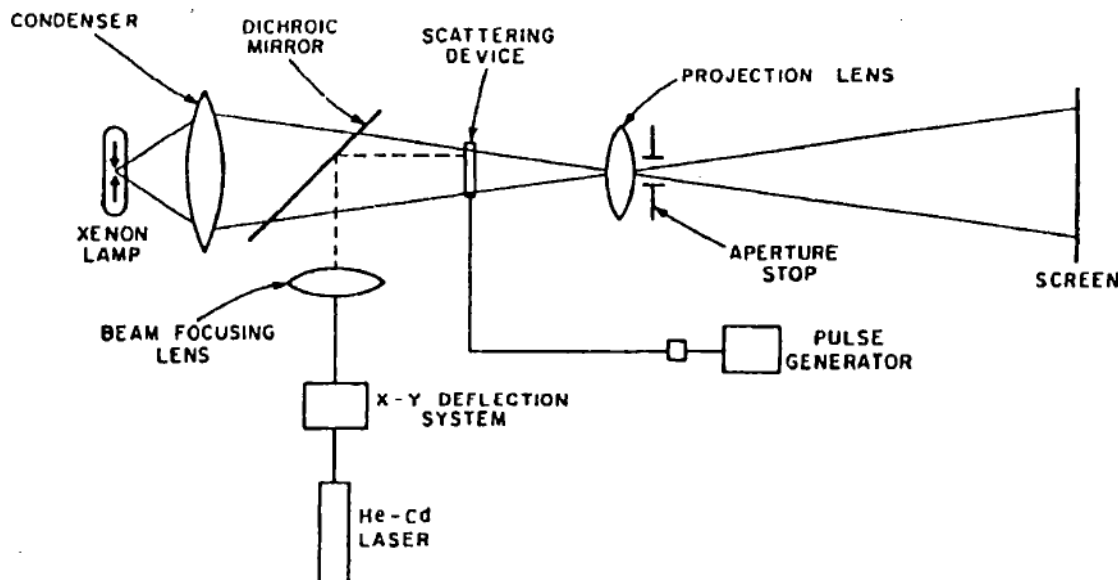 CONDENSER
DICHROIC
MIRROR
SCATTERING
DEVICE
PROJECTION LENS
XENON
LAMP
APERTURE
STOP
SCREEN
BEAM FOCUSING
LENS
PULSE
GENERATOR
X-Y DEFLECTION
SYSTEM
He-Cd
LASER